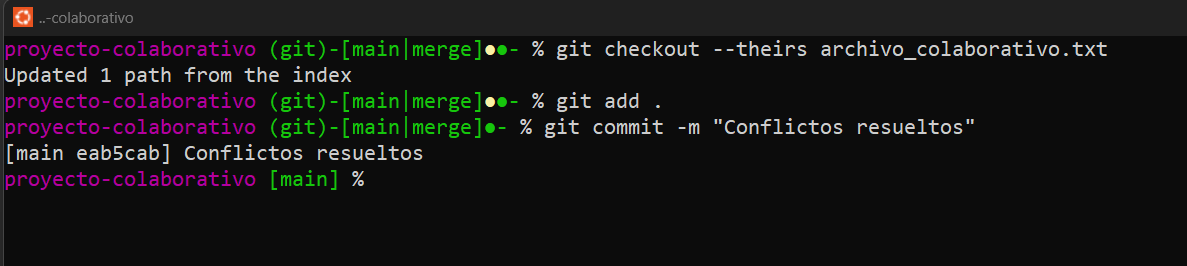 ..-colaborativo
proyecto-colaborativo (git)-[main|merge]●●- % git checkout --theirs archivo_colaborativo.txt
Updated 1 path from the index
proyecto-colaborativo (git)-[main|merge]●●- % git add .
proyecto-colaborativo (git)-[main|merge]●- % git commit -m "Conflictos resueltos"
[main eab5cab] Conflictos resueltos
proyecto-colaborativo [main] %